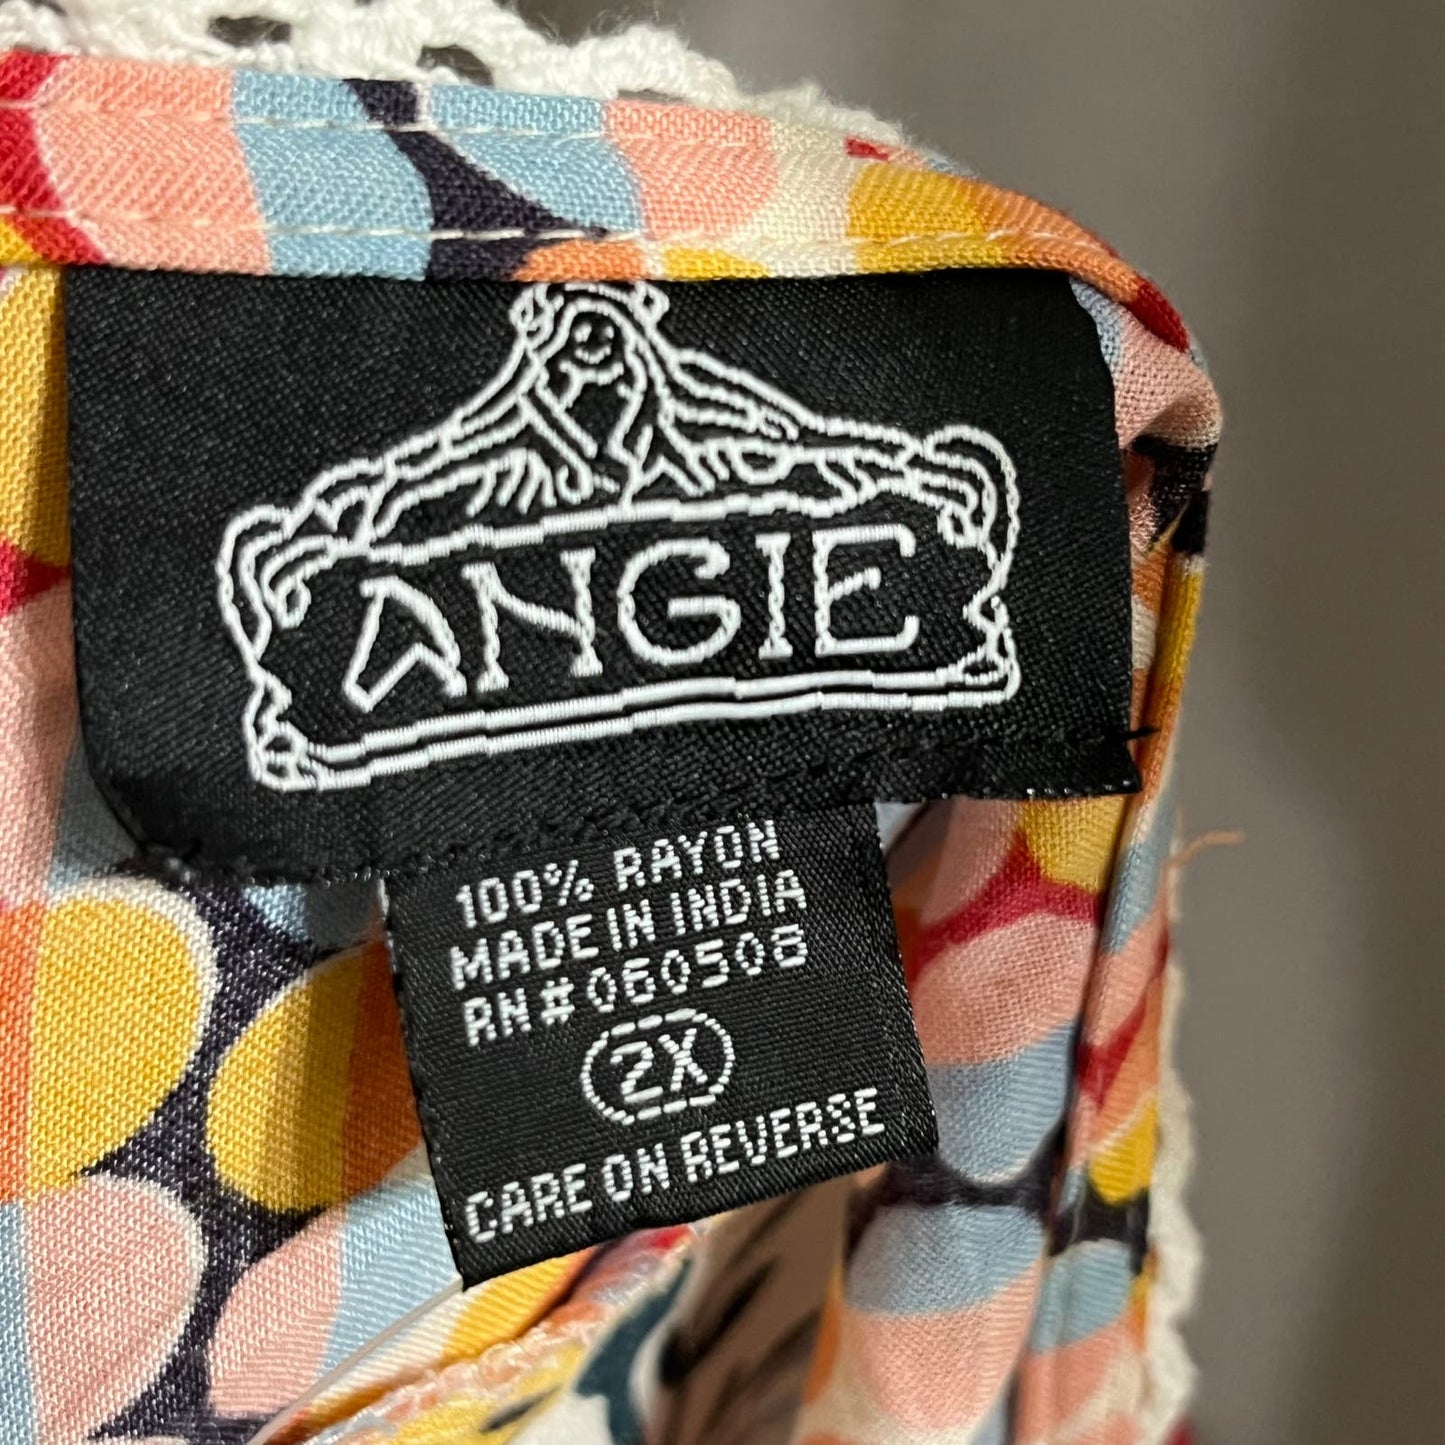 ANGIE
100% RAYON
MADE IN INDIA
RN#060508
2X
CARE ON REVERSE